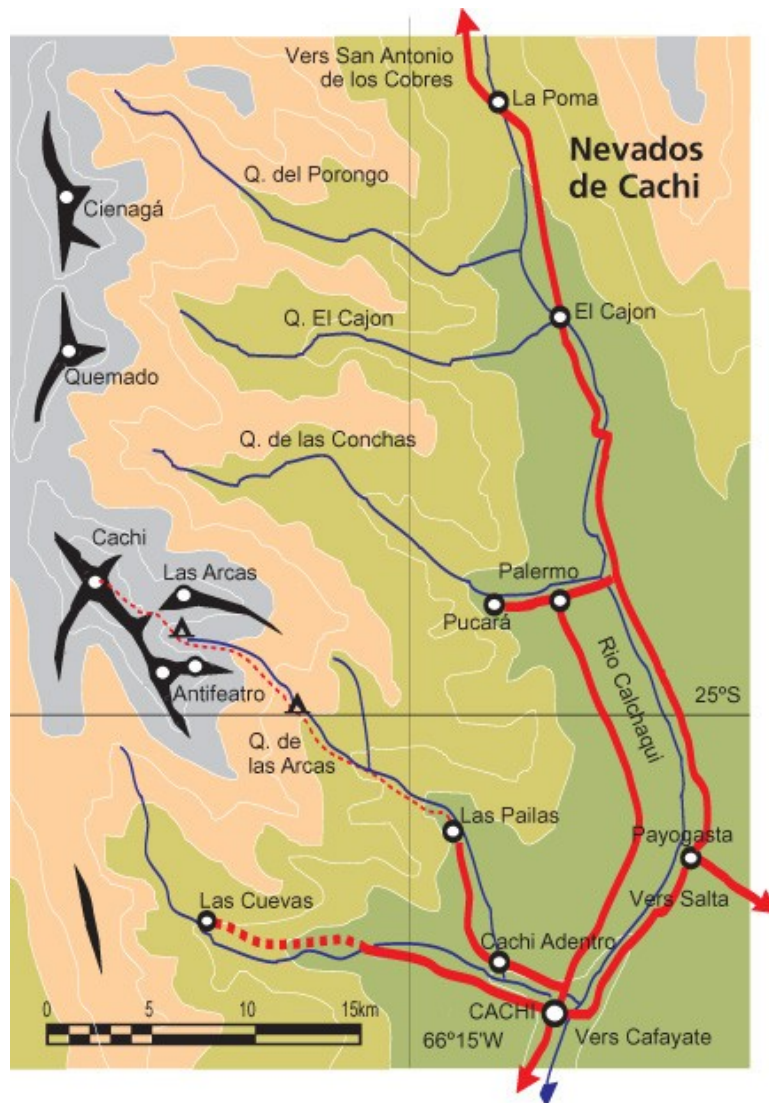 Vers San Antonio
de los Cobres
La Poma
Nevados
de Cachi
Q. del Porongo
Cienagá
El Cajon
Q. El Cajon
Quemado
Q. de las Conchas
Cachi
Las Arcas
Palermo
Pucará
Antifeatro
Rio Calchaqui
25ºS
Q. de
las Arcas
Las Pailas
Payogasta
Vers Salta
Las Cuevas
Cachi Adentro
0 5 10 15km
CACHI
66º15'W
Vers Cafayate